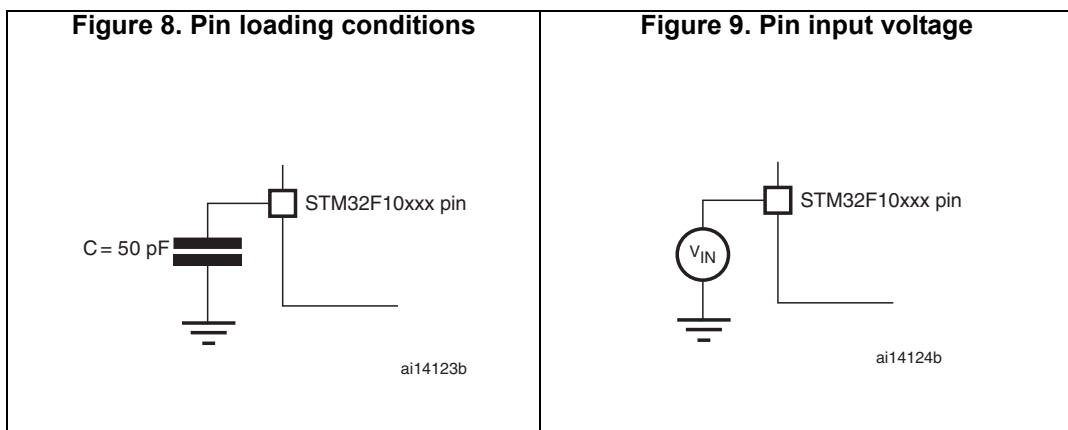 Figure 8. Pin loading conditions
Figure 9. Pin input voltage
STM32F10xxx pin
C = 50 pF
ai14123b
STM32F10xxx pin
VIN
ai14124b